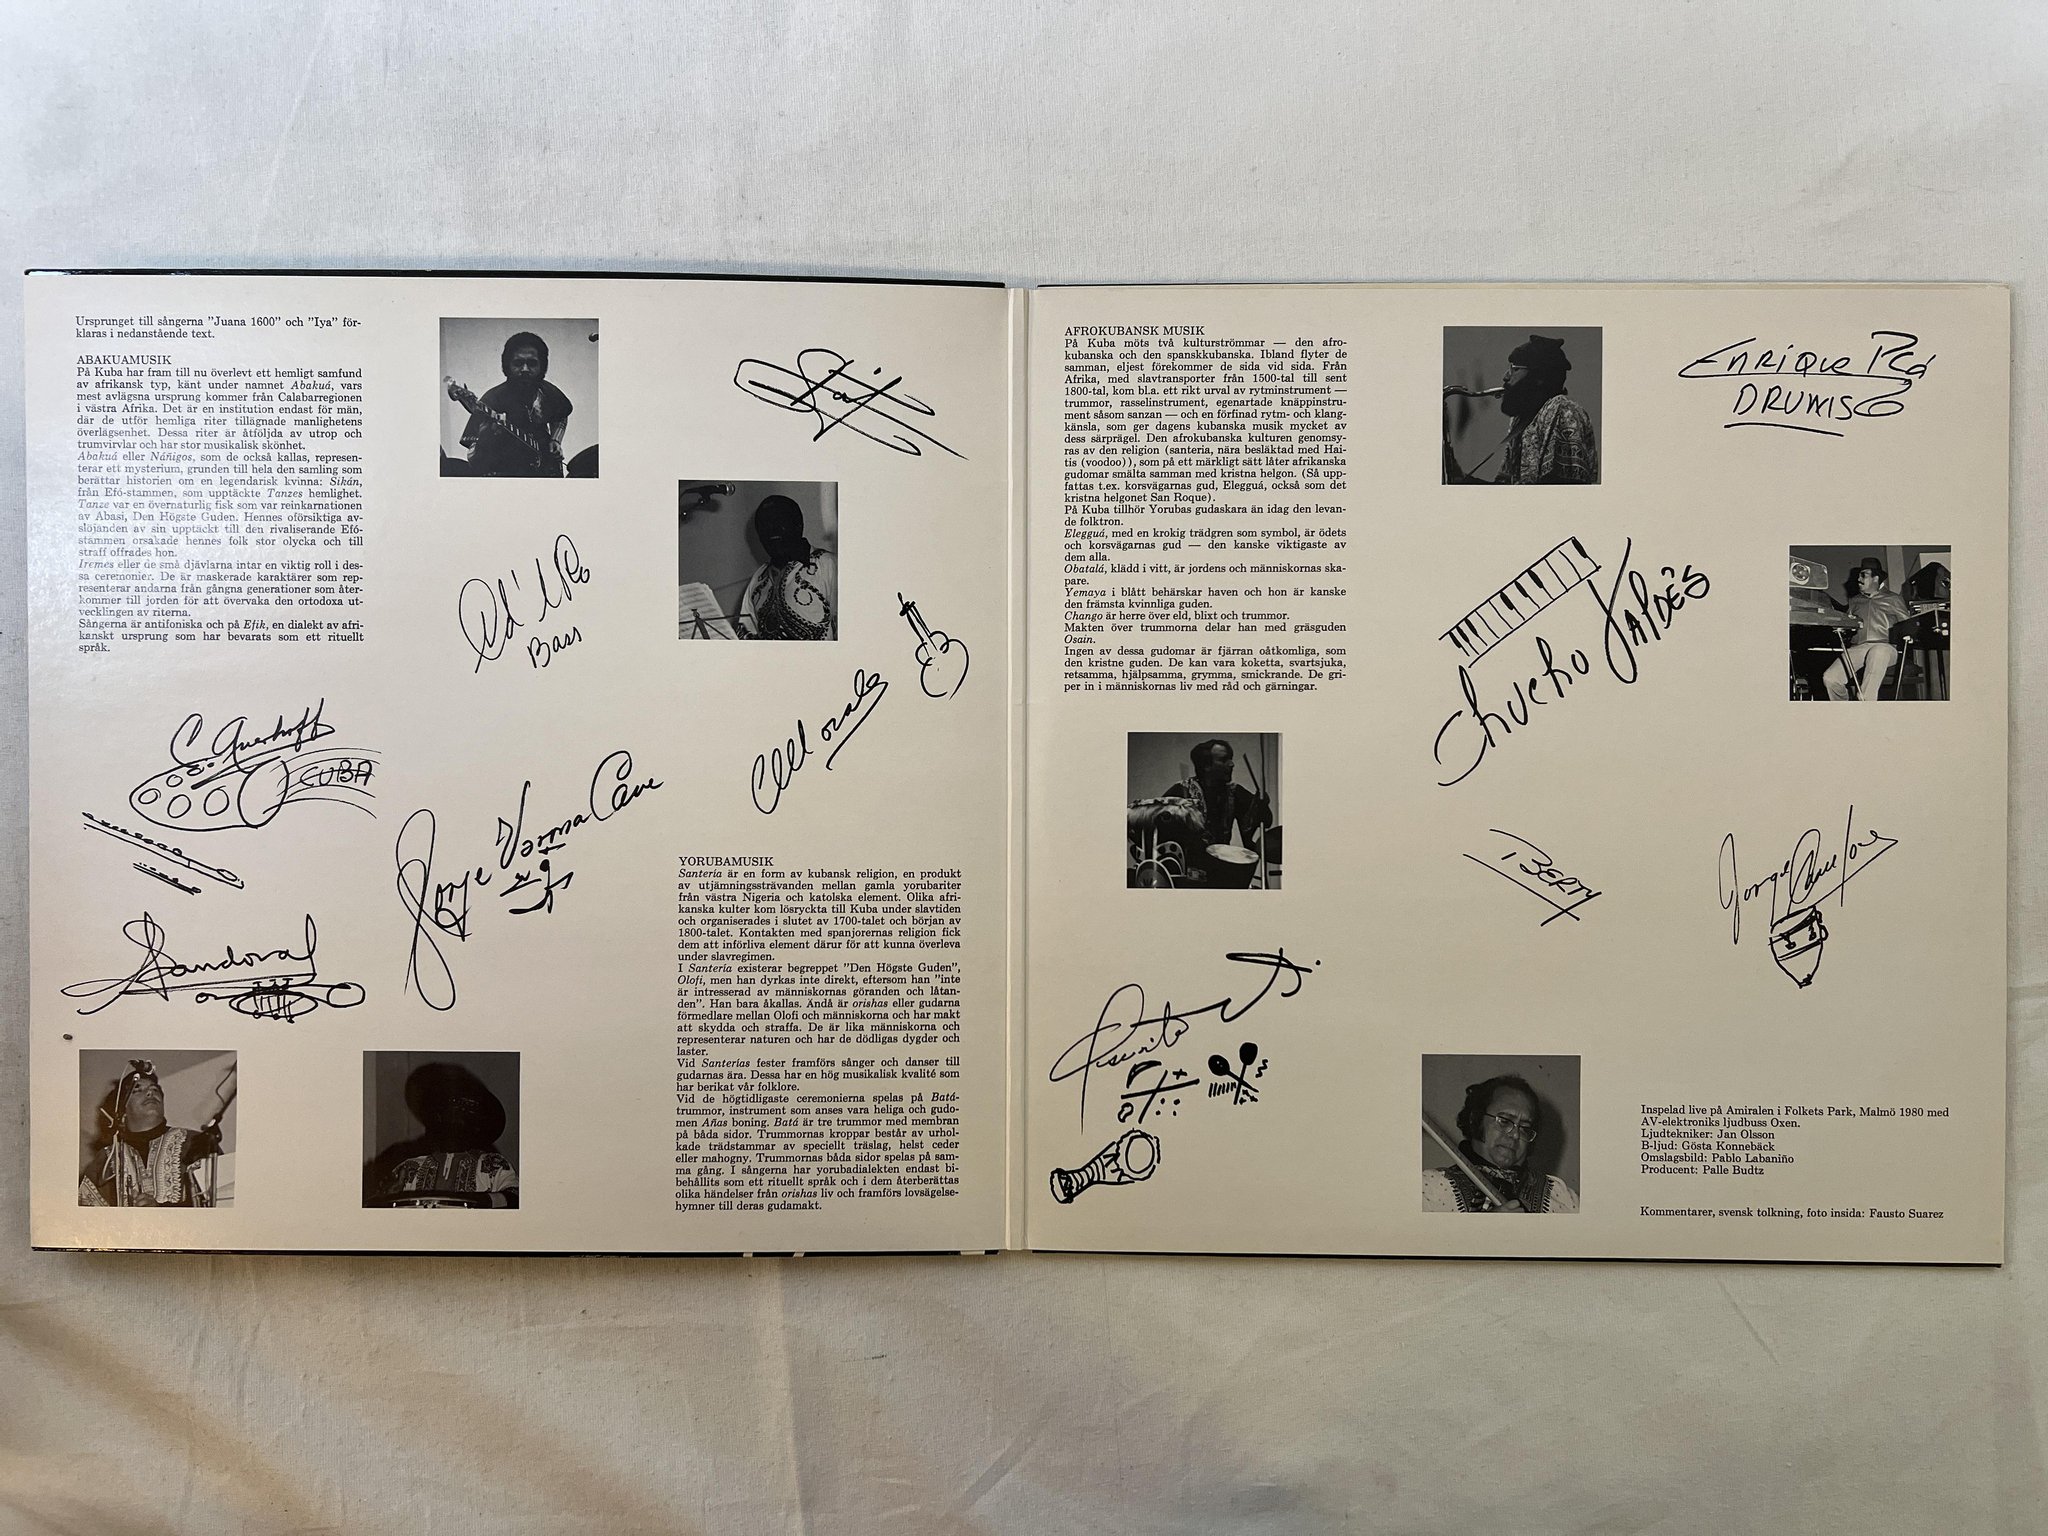 Ursprunget till sångerna "Juana 1600" och "Iya" för-
klaras i nedanstående text.
ABAKUAMUSIK
På Kuba har fram till nu överlevt ett hemligt samfund
av afrikansk typ, känt under namnet Abakuá, vars
mest avlägsna ursprung kommer från Calabarregionen
i västra Afrika. Det är en institution endast för män,
där de utför hemliga riter tillägnade manlighetens
överlägsenhet. Dessa riter är åtföljda av utrop och
trumvirvlar och har stor musikalisk skönhet.
Abakuá eller Náñigos, som de också kallas, represen-
terar ett mysterium, grunden till hela den samling som
berättar historien om en legendarisk kvinna: Sikán,
från Efó-stammen, som upptäckte Tanzes hemlighet.
Tanze var en övernaturlig fisk som var reinkarnationen
av Abasi, Den Högste Guden. Hennes oförsiktiga av-
slöjanden av sin upptäckt till den rivaliserande Efó-
stammen orsakade hennes folk stor olycka och till
straff offrades hon.
Iremes eller de små djävlarna intar en viktig roll i des-
sa ceremonier. De är maskerade karaktärer som rep-
resenterar andarna från gångna generationer som åter-
kommer till jorden för att övervaka den ortodoxa ut-
vecklingen av riterna.
Sångerna är antifoniska och på Efik, en dialekt av afri-
kanskt ursprung som har bevarats som ett rituellt
språk.
Bass
C. Averhoff
CUBA
Jorge Varona Cuba
CMorales
Sandoval
YORUBAMUSIK
Santería är en form av kubansk religion, en produkt
av utjämningssträvanden mellan gamla yorubariter
från västra Nigeria och katolska element. Olika afri-
kanska kulter kom lösryckta till Kuba under slavtiden
och organiserades i slutet av 1700-talet och början av
1800-talet. Kontakten med spanjorernas religion fick
dem att införliva element därur för att kunna överleva
under slavregimen.
I Santería existerar begreppet "Den Högste Guden",
Olofi, men han dyrkas inte direkt, eftersom han "inte
är intresserad av människornas göranden och låtan-
den". Han bara åkallas. Ändå är orishas eller gudarna
förmedlare mellan Olofi och människorna och har makt
att skydda och straffa. De är lika människorna och
representerar naturen och har de dödligas dygder och
laster.
Vid Santerías fester framförs sånger och danser till
gudarnas ära. Dessa har en hög musikalisk kvalité som
har berikat vår folklore.
Vid de högtidligaste ceremonierna spelas på Batá-
trummor, instrument som anses vara heliga och gudo-
men Añas boning. Batá är tre trummor med membran
på båda sidor. Trummornas kroppar består av urhol-
kade trädstammar av speciellt träslag, helst ceder
eller mahogny. Trummornas båda sidor spelas på sam-
ma gång. I sångerna har yorubadialekten endast bi-
behållits som ett rituellt språk och i dem återberättas
olika händelser från orishas liv och framförs lovsägelse-
hymner till deras gudamakt.
AFROKUBANSK MUSIK
På Kuba möts två kulturströmmar — den afro-
kubanska och den spanskkubanska. Ibland flyter de
samman, eljest förekommer de sida vid sida. Från
Afrika, med slavtransporter från 1500-tal till sent
1800-tal, kom bl.a. ett rikt urval av rytminstrument —
trummor, rasselinstrument, egenartade knäppinstru-
ment såsom sanzan — och en förfinad rytm- och klang-
känsla, som ger dagens kubanska musik mycket av
dess särprägel. Den afrokubanska kulturen genomsy-
ras av den religion (santeria, nära besläktad med Hai-
tis (voodoo)), som på ett märkligt sätt låter afrikanska
gudomar smälta samman med kristna helgon. (Så upp-
fattas t.ex. korsvägarnas gud, Eleggua, också som det
kristna helgonet San Roque).
På Kuba tillhör Yorubas gudaskara än idag den levan-
de folktron.
Eleggua, med en krokig trädgren som symbol, är ödets
och korsvägarnas gud — den kanske viktigaste av
dem alla.
Obatalá, klädd i vitt, är jordens och människornas ska-
pare.
Yemaya i blått behärskar haven och hon är kanske
den främsta kvinnliga guden.
Chango är herre över eld, blixt och trummor.
Makten över trummorna delar han med gräsguden
Osain.
Ingen av dessa gudomar är fjärran oåtkomliga, som
den kristne guden. De kan vara koketta, svartsjuka,
retsamma, hjälpsamma, grymma, smickrande. De gri-
per in i människornas liv med råd och gärningar.
ENRIQUE Plá
DRUMS
CHUCHO VALDÉS
BERTY
Jorge
Inspelad live på Amiralen i Folkets Park, Malmö 1980 med
AV-elektroniks ljudbuss Oxen.
Ljudtekniker: Jan Olsson
B-ljud: Gösta Konnebäck
Omslagsbild: Pablo Labaniño
Producent: Palle Budtz
Kommentarer, svensk tolkning, foto insida: Fausto Suarez